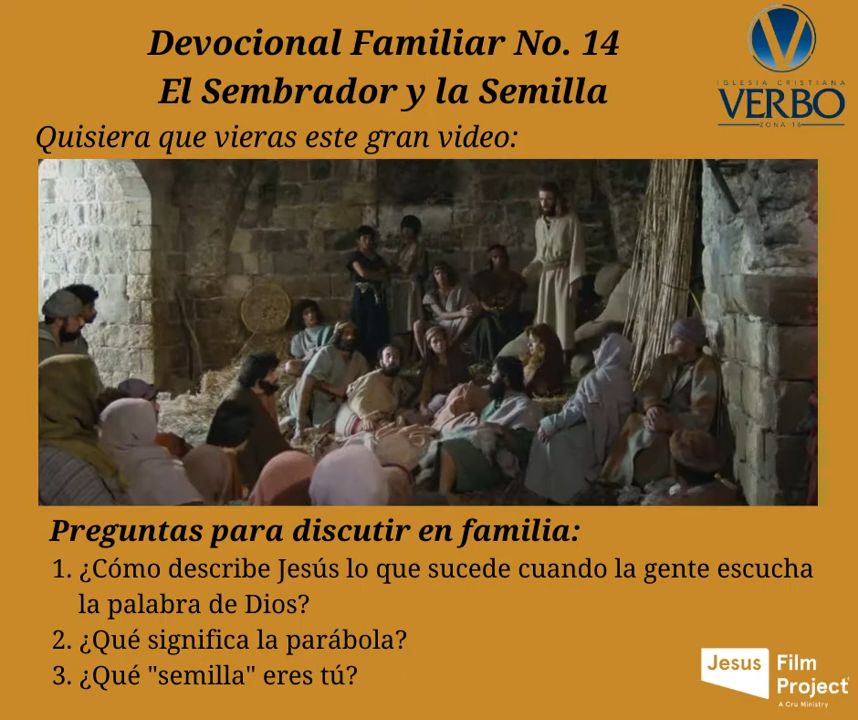 Devocional Familiar No. 14
El Sembrador y la Semilla
IGLESIA CRISTIANA
VERBO
ZONA 16
Quisiera que vieras este gran video:
Preguntas para discutir en familia:
1. ¿Cómo describe Jesús lo que sucede cuando la gente escucha
la palabra de Dios?
2. ¿Qué significa la parábola?
3. ¿Qué "semilla" eres tú?
Jesus Film
Project
A Cru Ministry